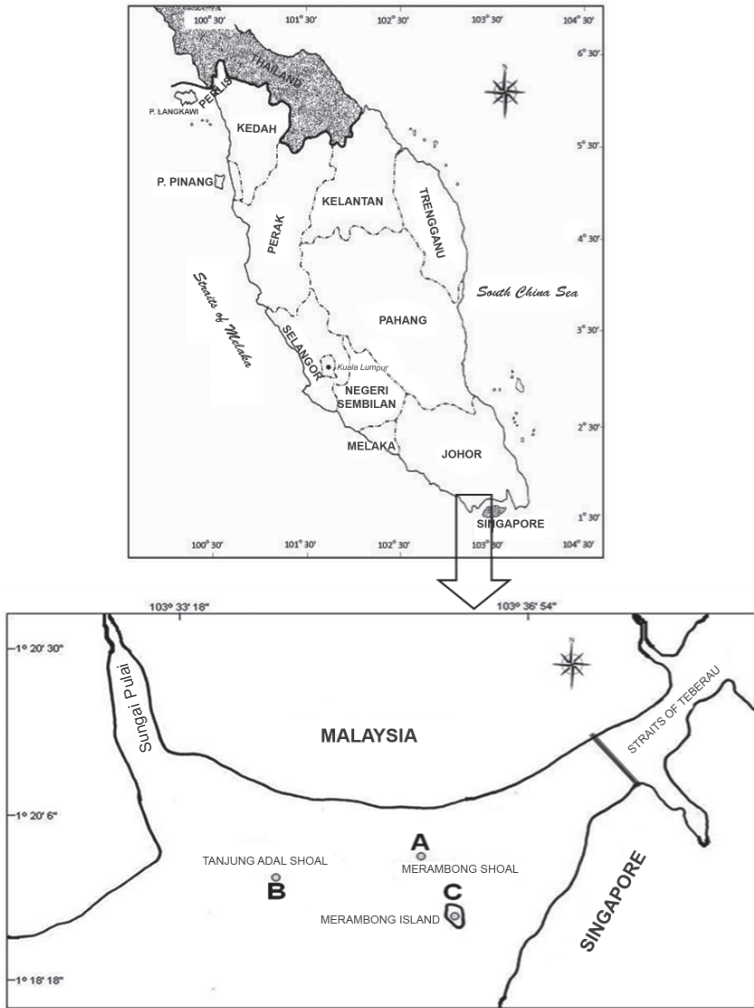 100° 30'
101° 30'
102° 30'
103° 30'
104° 30'
6° 30'
5° 30'
4° 30'
3° 30'
2° 30'
1° 30'
N
THAILAND
PERLIS
P. LANGKAWI
KEDAH
P. PINANG
KELANTAN
TRENGGANU
PERAK
Straits of Melaka
South China Sea
PAHANG
SELANGOR
Kuala Lumpur
NEGERI
SEMBILAN
MELAKA
JOHOR
SINGAPORE
100° 30'
101° 30'
102° 30'
103° 30'
104° 30'
103° 33' 18"
103° 36' 54"
1° 20' 30"
N
Sungai Pulai
MALAYSIA
STRAITS OF TEBERAU
1° 20' 6"
A
TANJUNG ADAL SHOAL
MERAMBONG SHOAL
B
C
MERAMBONG ISLAND
SINGAPORE
1° 18' 18"